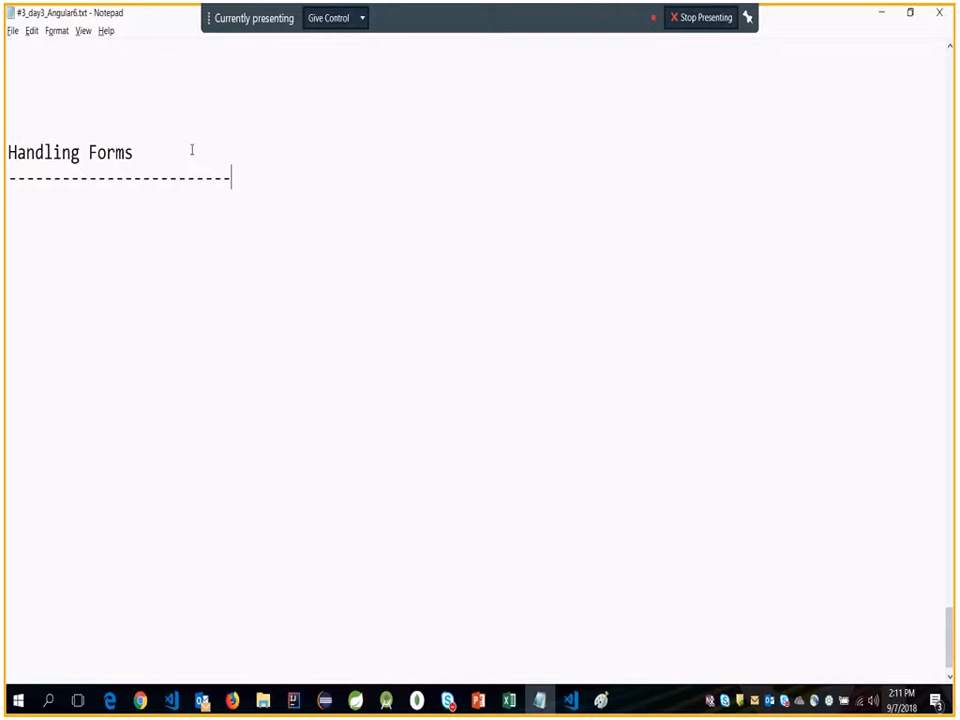 #3_day3_Angular6.txt - Notepad
Currently presenting Give Control Stop Presenting
File Edit Format View Help
Handling Forms
-------------------------
2:11 PM
9/7/2018
3